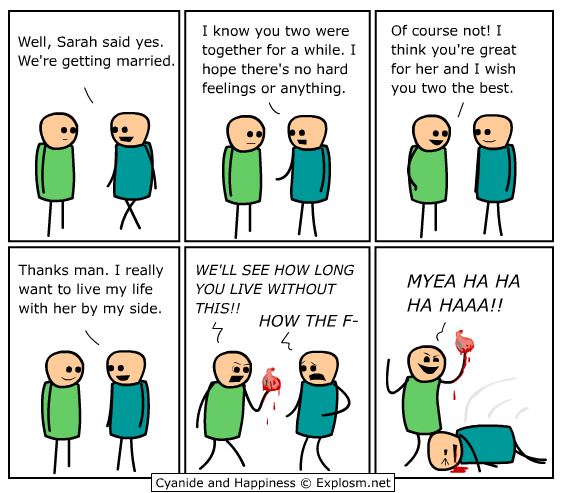 Well, Sarah said yes.
We're getting married.
I know you two were
together for a while. I
hope there's no hard
feelings or anything.
Of course not! I
think you're great
for her and I wish
you two the best.
Thanks man. I really
want to live my life
with her by my side.
WE'LL SEE HOW LONG
YOU LIVE WITHOUT
THIS!!
HOW THE F-
MYEA HA HA
HA HAAA!!
Cyanide and Happiness © Explosm.net